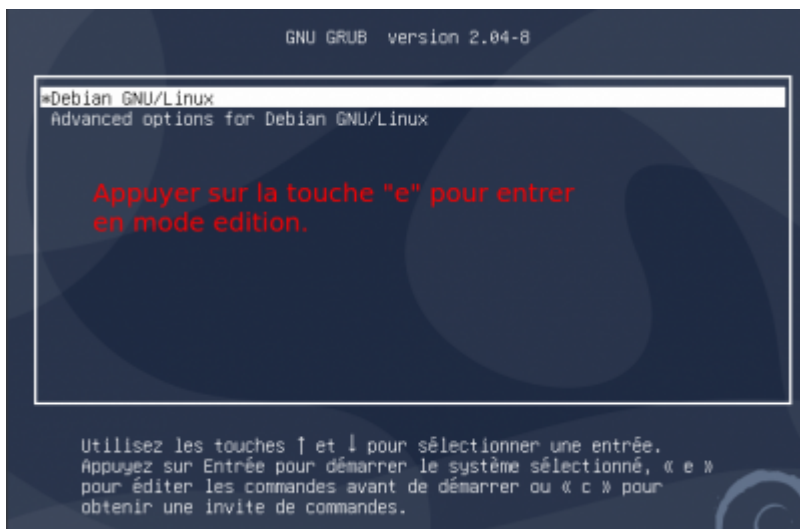 GNU GRUB version 2.04-8
*Debian GNU/Linux
Advanced options for Debian GNU/Linux
Appuyer sur la touche "e" pour entrer
en mode edition.
Utilisez les touches ↑ et ↓ pour sélectionner une entrée.
Appuyez sur Entrée pour démarrer le système sélectionné, « e »
pour éditer les commandes avant de démarrer ou « c » pour
obtenir une invite de commandes.